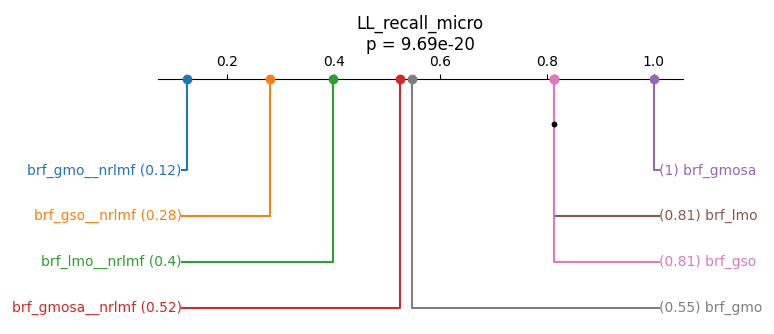 LL_recall_micro
p = 9.69e-20
0.2 0.4 0.6 0.8 1.0
brf_gmo__nrlmf (0.12) (1) brf_gmosa
brf_gso__nrlmf (0.28) (0.81) brf_lmo
brf_lmo__nrlmf (0.4) (0.81) brf_gso
brf_gmosa__nrlmf (0.52) (0.55) brf_gmo